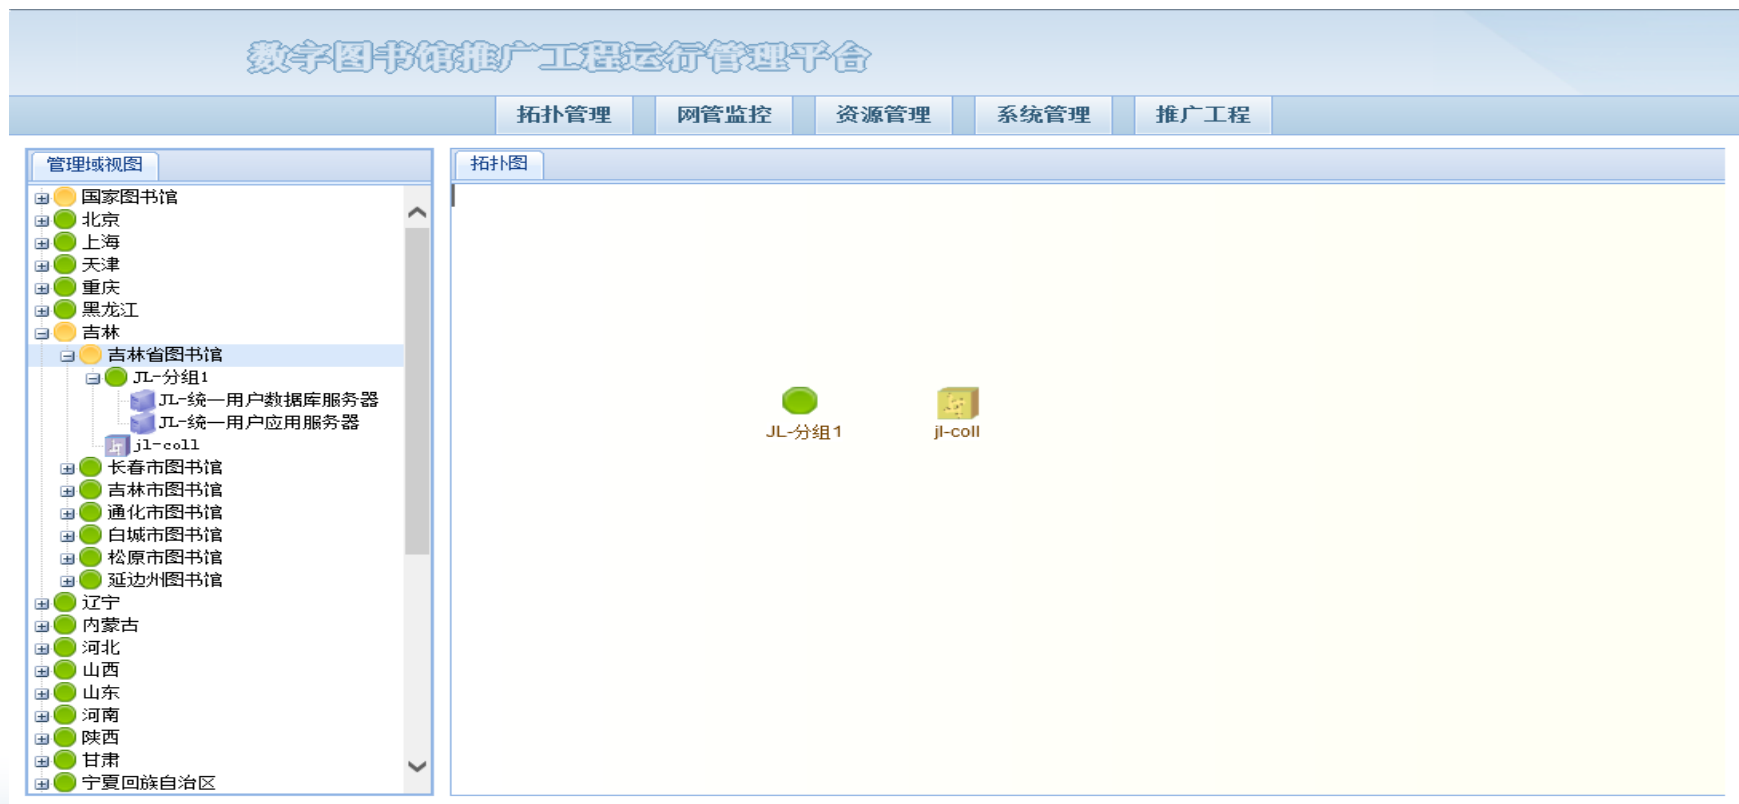 数字图书馆推广工程运行管理平台
拓扑管理 网管监控 资源管理 系统管理 推广工程
管理域视图
国家图书馆
北京
上海
天津
重庆
黑龙江
吉林
吉林省图书馆
JL-分组1
JL-统一用户数据库服务器
JL-统一用户应用服务器
jl-coll
长春市图书馆
吉林市图书馆
通化市图书馆
白城市图书馆
松原市图书馆
延边州图书馆
辽宁
内蒙古
河北
山西
山东
河南
陕西
甘肃
宁夏回族自治区
拓扑图
JL-分组1 jl-coll